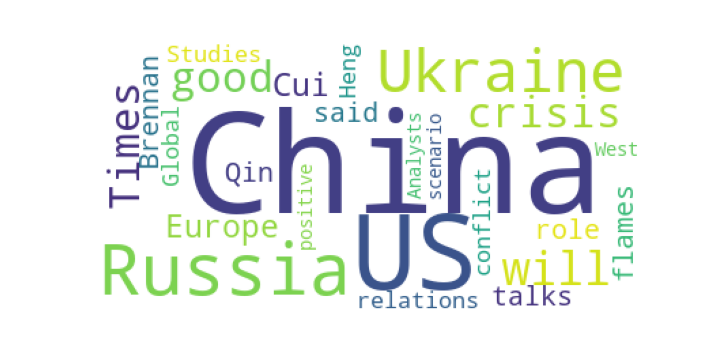 Studies
good
Cui
Heng
Ukraine
Times
Brennan
Global
said
crisis
China
Analysts
scenario
West
Qin
positive
Europe
US
conflict
role
flames
Russia
will
relations
talks